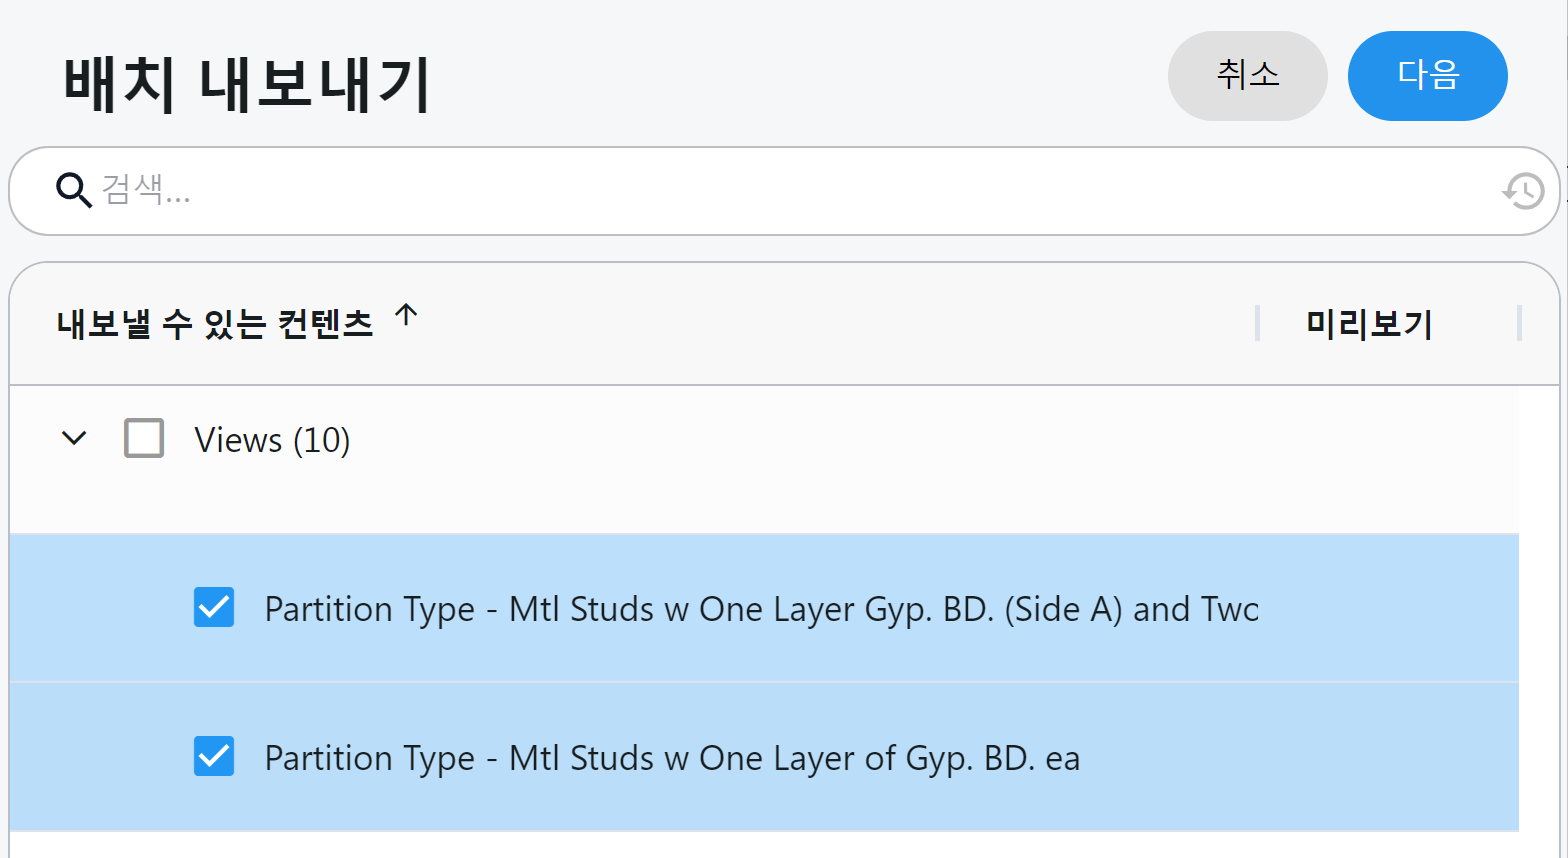 배치 내보내기
취소
다음
검색...
내보낼 수 있는 컨텐츠
미리보기
Views (10)
Partition Type - Mtl Studs w One Layer Gyp. BD. (Side A) and Two
Partition Type - Mtl Studs w One Layer of Gyp. BD. ea